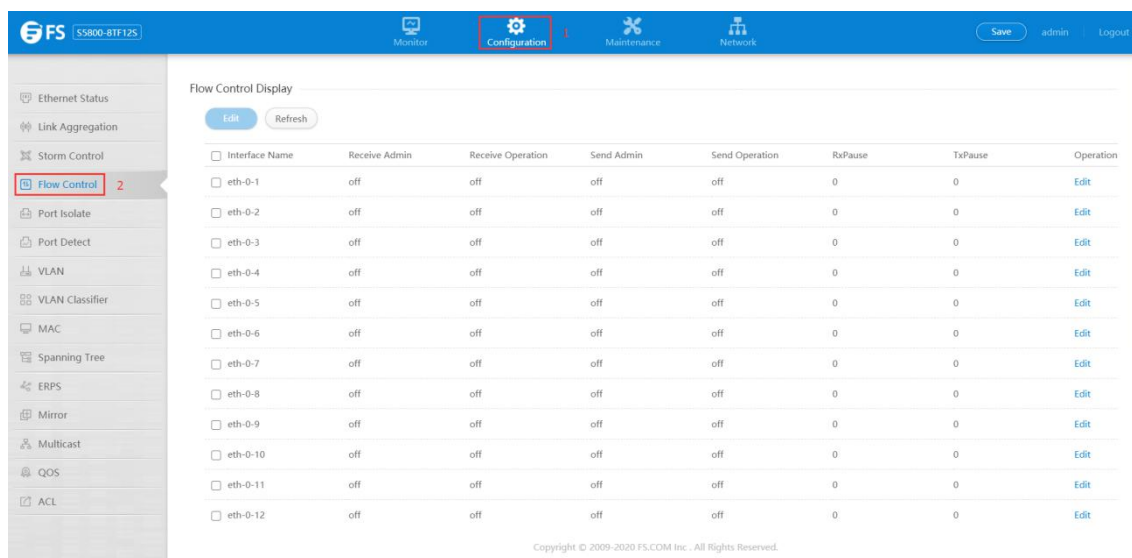 FS S5800-8TF12S Monitor Configuration 1 Maintenance Network Save admin Logout
Flow Control Display
Edit Refresh
Ethernet Status
Link Aggregation
Storm Control
Flow Control 2
Port Isolate
Port Detect
VLAN
VLAN Classifier
MAC
Spanning Tree
ERPS
Mirror
Multicast
QOS
ACL
Interface Name Receive Admin Receive Operation Send Admin Send Operation RxPause TxPause Operation
eth-0-1 off off off off 0 0 Edit
eth-0-2 off off off off 0 0 Edit
eth-0-3 off off off off 0 0 Edit
eth-0-4 off off off off 0 0 Edit
eth-0-5 off off off off 0 0 Edit
eth-0-6 off off off off 0 0 Edit
eth-0-7 off off off off 0 0 Edit
eth-0-8 off off off off 0 0 Edit
eth-0-9 off off off off 0 0 Edit
eth-0-10 off off off off 0 0 Edit
eth-0-11 off off off off 0 0 Edit
eth-0-12 off off off off 0 0 Edit
Copyright © 2009-2020 FS.COM Inc . All Rights Reserved.